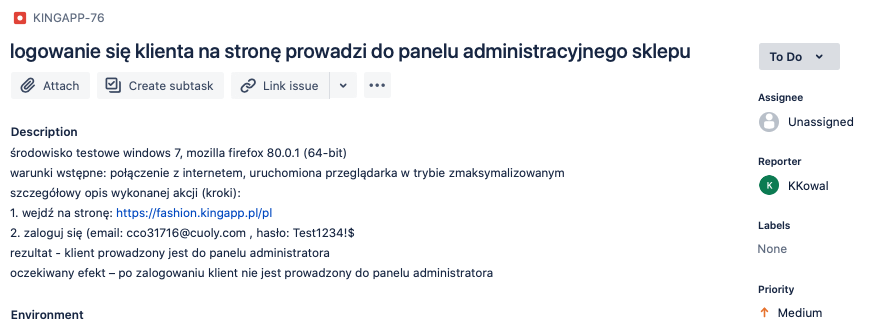 KINGAPP-76
logowanie się klienta na stronę prowadzi do panelu administracyjnego sklepu
To Do
Attach
Create subtask
Link issue
Assignee
Unassigned
Description
środowisko testowe windows 7, mozilla firefox 80.0.1 (64-bit)
warunki wstępne: połączenie z internetem, uruchomiona przeglądarka w trybie zmaksymalizowanym
szczegółowy opis wykonanej akcji (kroki):
1. wejdź na stronę: https://fashion.kingapp.pl/pl
2. zaloguj się (email: cco31716@cuoly.com , hasło: Test1234!$
rezultat - klient prowadzony jest do panelu administratora
oczekiwany efekt – po zalogowaniu klient nie jest prowadzony do panelu administratora
Reporter
K
KKowal
Labels
None
Priority
Medium
Environment